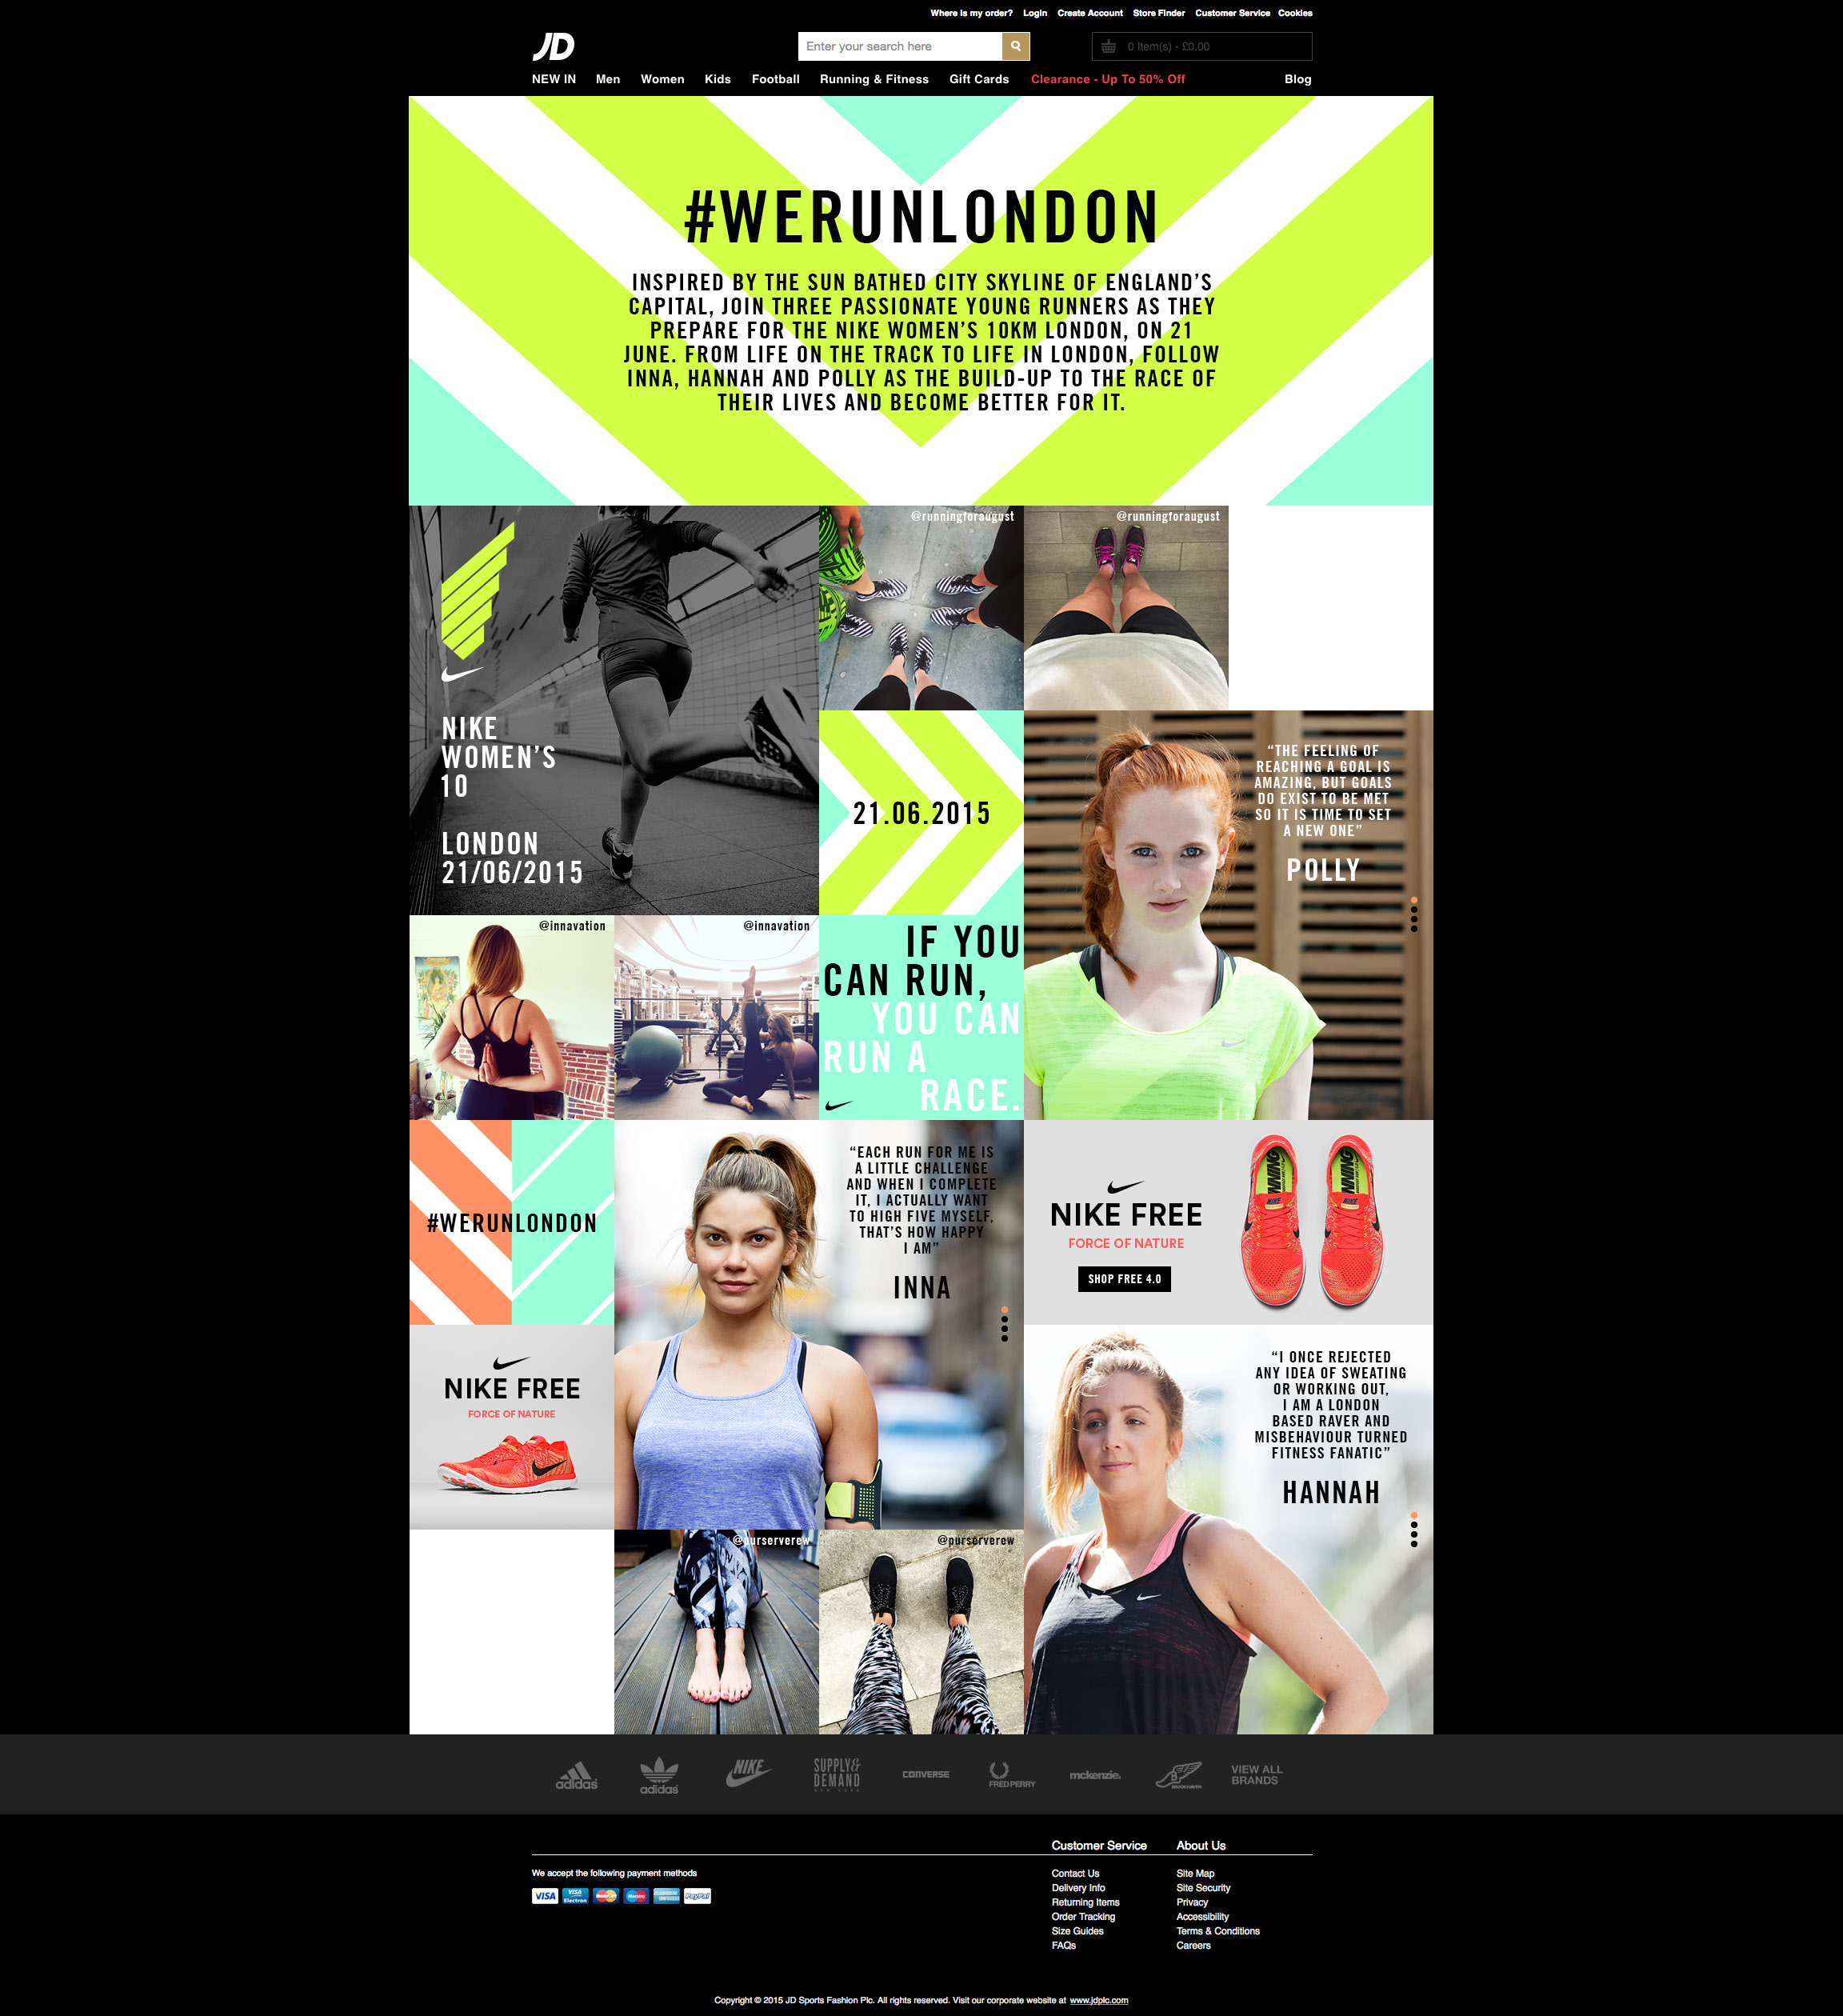 Where is my order? Login Create Account Store Finder Customer Service Cookies
JD
Enter your search here
0 Item(s) - £0.00
NEW IN Men Women Kids Football Running & Fitness Gift Cards Clearance - Up To 50% Off Blog
#WERUNLONDON
INSPIRED BY THE SUN BATHED CITY SKYLINE OF ENGLAND'S
CAPITAL, JOIN THREE PASSIONATE YOUNG RUNNERS AS THEY
PREPARE FOR THE NIKE WOMEN'S 10KM LONDON, ON 21
JUNE. FROM LIFE ON THE TRACK TO LIFE IN LONDON, FOLLOW
INNA, HANNAH AND POLLY AS THE BUILD-UP TO THE RACE OF
THEIR LIVES AND BECOME BETTER FOR IT.
NIKE
WOMEN'S
10
LONDON
21/06/2015
@runningforaugust
@runningforaugust
21.06.2015
“THE FEELING OF
REACHING A GOAL IS
AMAZING, BUT GOALS
DO EXIST TO BE MET
SO IT IS TIME TO SET
A NEW ONE”
POLLY
@innavation
@innavation
IF YOU
CAN RUN,
YOU CAN
RUN A
RACE.
#WERUNLONDON
“EACH RUN FOR ME IS
A LITTLE CHALLENGE
AND WHEN I COMPLETE
IT, I ACTUALLY WANT
TO HIGH FIVE MYSELF,
THAT'S HOW HAPPY
I AM”
INNA
NIKE FREE
FORCE OF NATURE
SHOP FREE 4.0
NIKE FREE
FORCE OF NATURE
“I ONCE REJECTED
ANY IDEA OF SWEATING
OR WORKING OUT,
I AM A LONDON
BASED RAVER AND
MISBEHAVIOUR TURNED
FITNESS FANATIC”
HANNAH
@purserverew
@purserverew
adidas
adidas
NIKE
SUPPLY &
DEMAND
NEW YORK
CONVERSE
FRED PERRY
mckenzie.
BROOKHAVEN
VIEW ALL
BRANDS
Customer Service
About Us
We accept the following payment methods
VISA
VISA
Electron
MasterCard
Maestro
PayPal
Contact Us
Delivery Info
Returning Items
Order Tracking
Size Guides
FAQs
Site Map
Site Security
Privacy
Accessibility
Terms & Conditions
Careers
Copyright © 2015 JD Sports Fashion Plc. All rights reserved. Visit our corporate website at www.jdplc.com